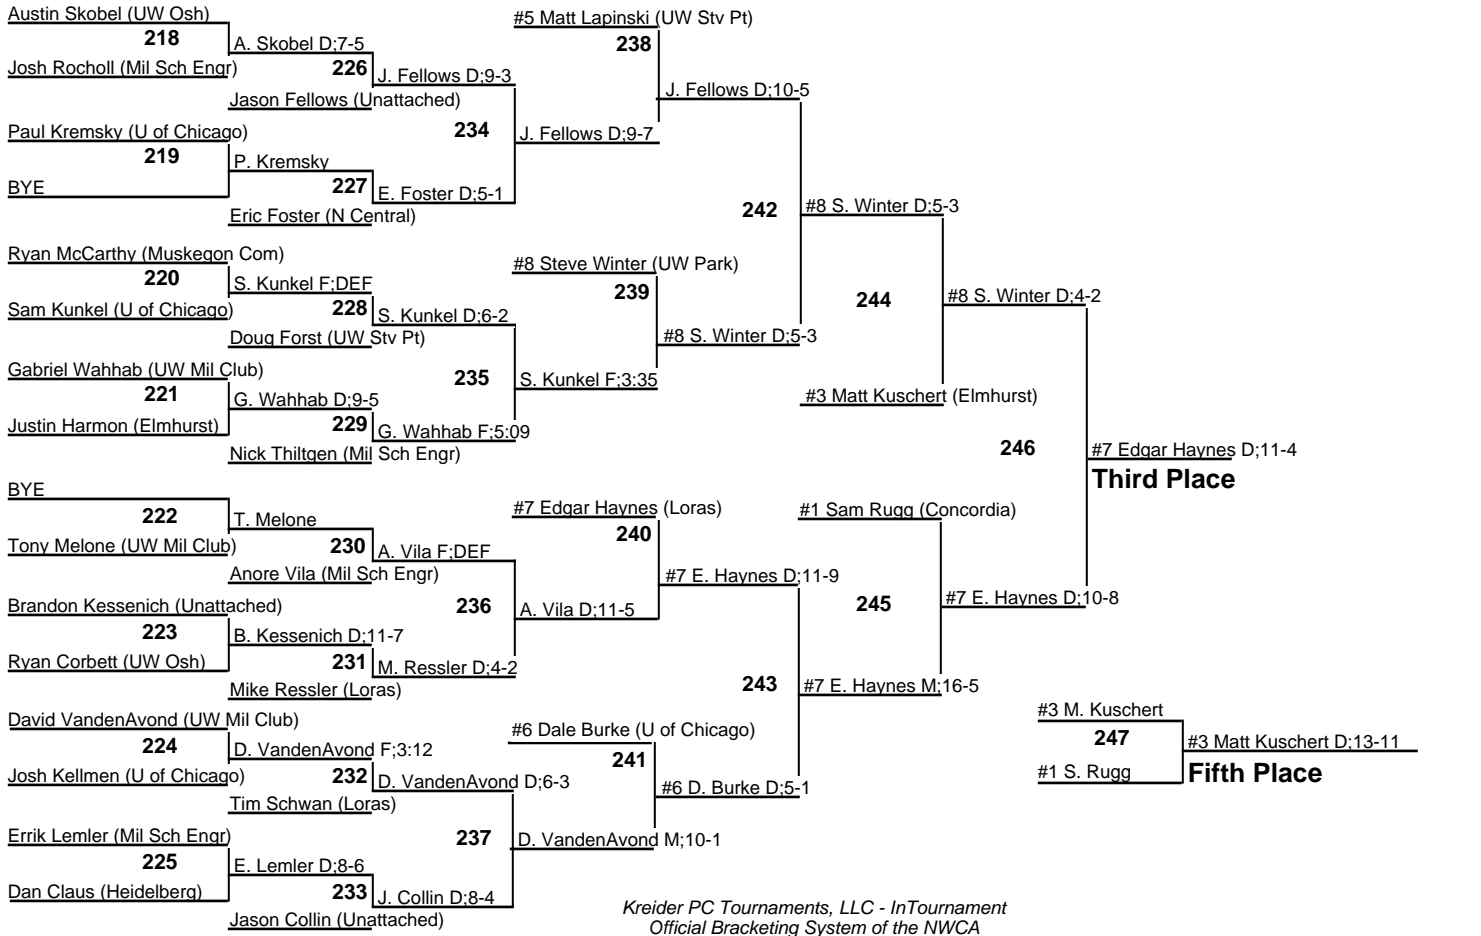 Austin Skobel (UW Osh)
218
Josh Rocholl (Mil Sch Engr)
A. Skobel D;7-5
226
Jason Fellows (Unattached)
J. Fellows D;9-3
Paul Kremsky (U of Chicago)
219
BYE
P. Kremsky
227
Eric Foster (N Central)
E. Foster D;5-1
234
J. Fellows D;9-7
#5 Matt Lapinski (UW Stv Pt)
238
J. Fellows D;10-5
Ryan McCarthy (Muskegon Com)
220
Sam Kunkel (U of Chicago)
S. Kunkel F;DEF
228
Doug Forst (UW Stv Pt)
S. Kunkel D;6-2
Gabriel Wahhab (UW Mil Club)
221
Justin Harmon (Elmhurst)
G. Wahhab D;9-5
229
Nick Thiltgen (Mil Sch Engr)
G. Wahhab F;5:09
235
S. Kunkel F;3:35
#8 Steve Winter (UW Park)
239
#8 S. Winter D;5-3
242
#8 S. Winter D;5-3
244
#3 Matt Kuschert (Elmhurst)
#8 S. Winter D;4-2
BYE
222
Tony Melone (UW Mil Club)
T. Melone
230
Anore Vila (Mil Sch Engr)
A. Vila F;DEF
Brandon Kessenich (Unattached)
223
Ryan Corbett (UW Osh)
B. Kessenich D;11-7
231
Mike Ressler (Loras)
M. Ressler D;4-2
236
A. Vila D;11-5
#7 Edgar Haynes (Loras)
240
#7 E. Haynes D;11-9
David VandenAvond (UW Mil Club)
224
Josh Kellmen (U of Chicago)
D. VandenAvond F;3:12
232
Tim Schwan (Loras)
D. VandenAvond D;6-3
Errik Lemler (Mil Sch Engr)
225
Dan Claus (Heidelberg)
E. Lemler D;8-6
233
Jason Collin (Unattached)
J. Collin D;8-4
237
D. VandenAvond M;10-1
#6 Dale Burke (U of Chicago)
241
#6 D. Burke D;5-1
243
#7 E. Haynes M;16-5
#1 Sam Rugg (Concordia)
245
#7 E. Haynes D;10-8
246
#7 Edgar Haynes D;11-4
Third Place
#3 M. Kuschert
247
#1 S. Rugg
#3 Matt Kuschert D;13-11
Fifth Place
Kreider PC Tournaments, LLC - InTournament
Official Bracketing System of the NWCA